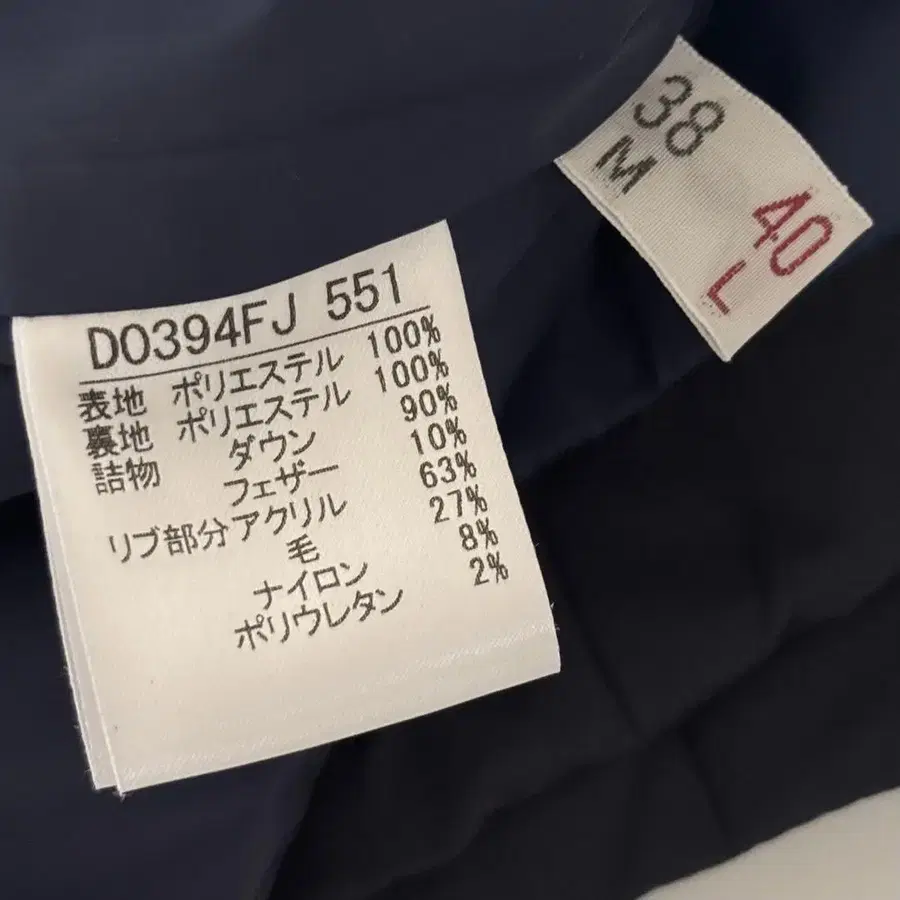 D0394FJ 551
表地 ポリエステル 100%
裏地 ポリエステル 100%
詰物 ダウン 90%
フェザー 10%
リブ部分アクリル 63%
毛 27%
ナイロン 8%
ポリウレタン 2%
38
M
40
L